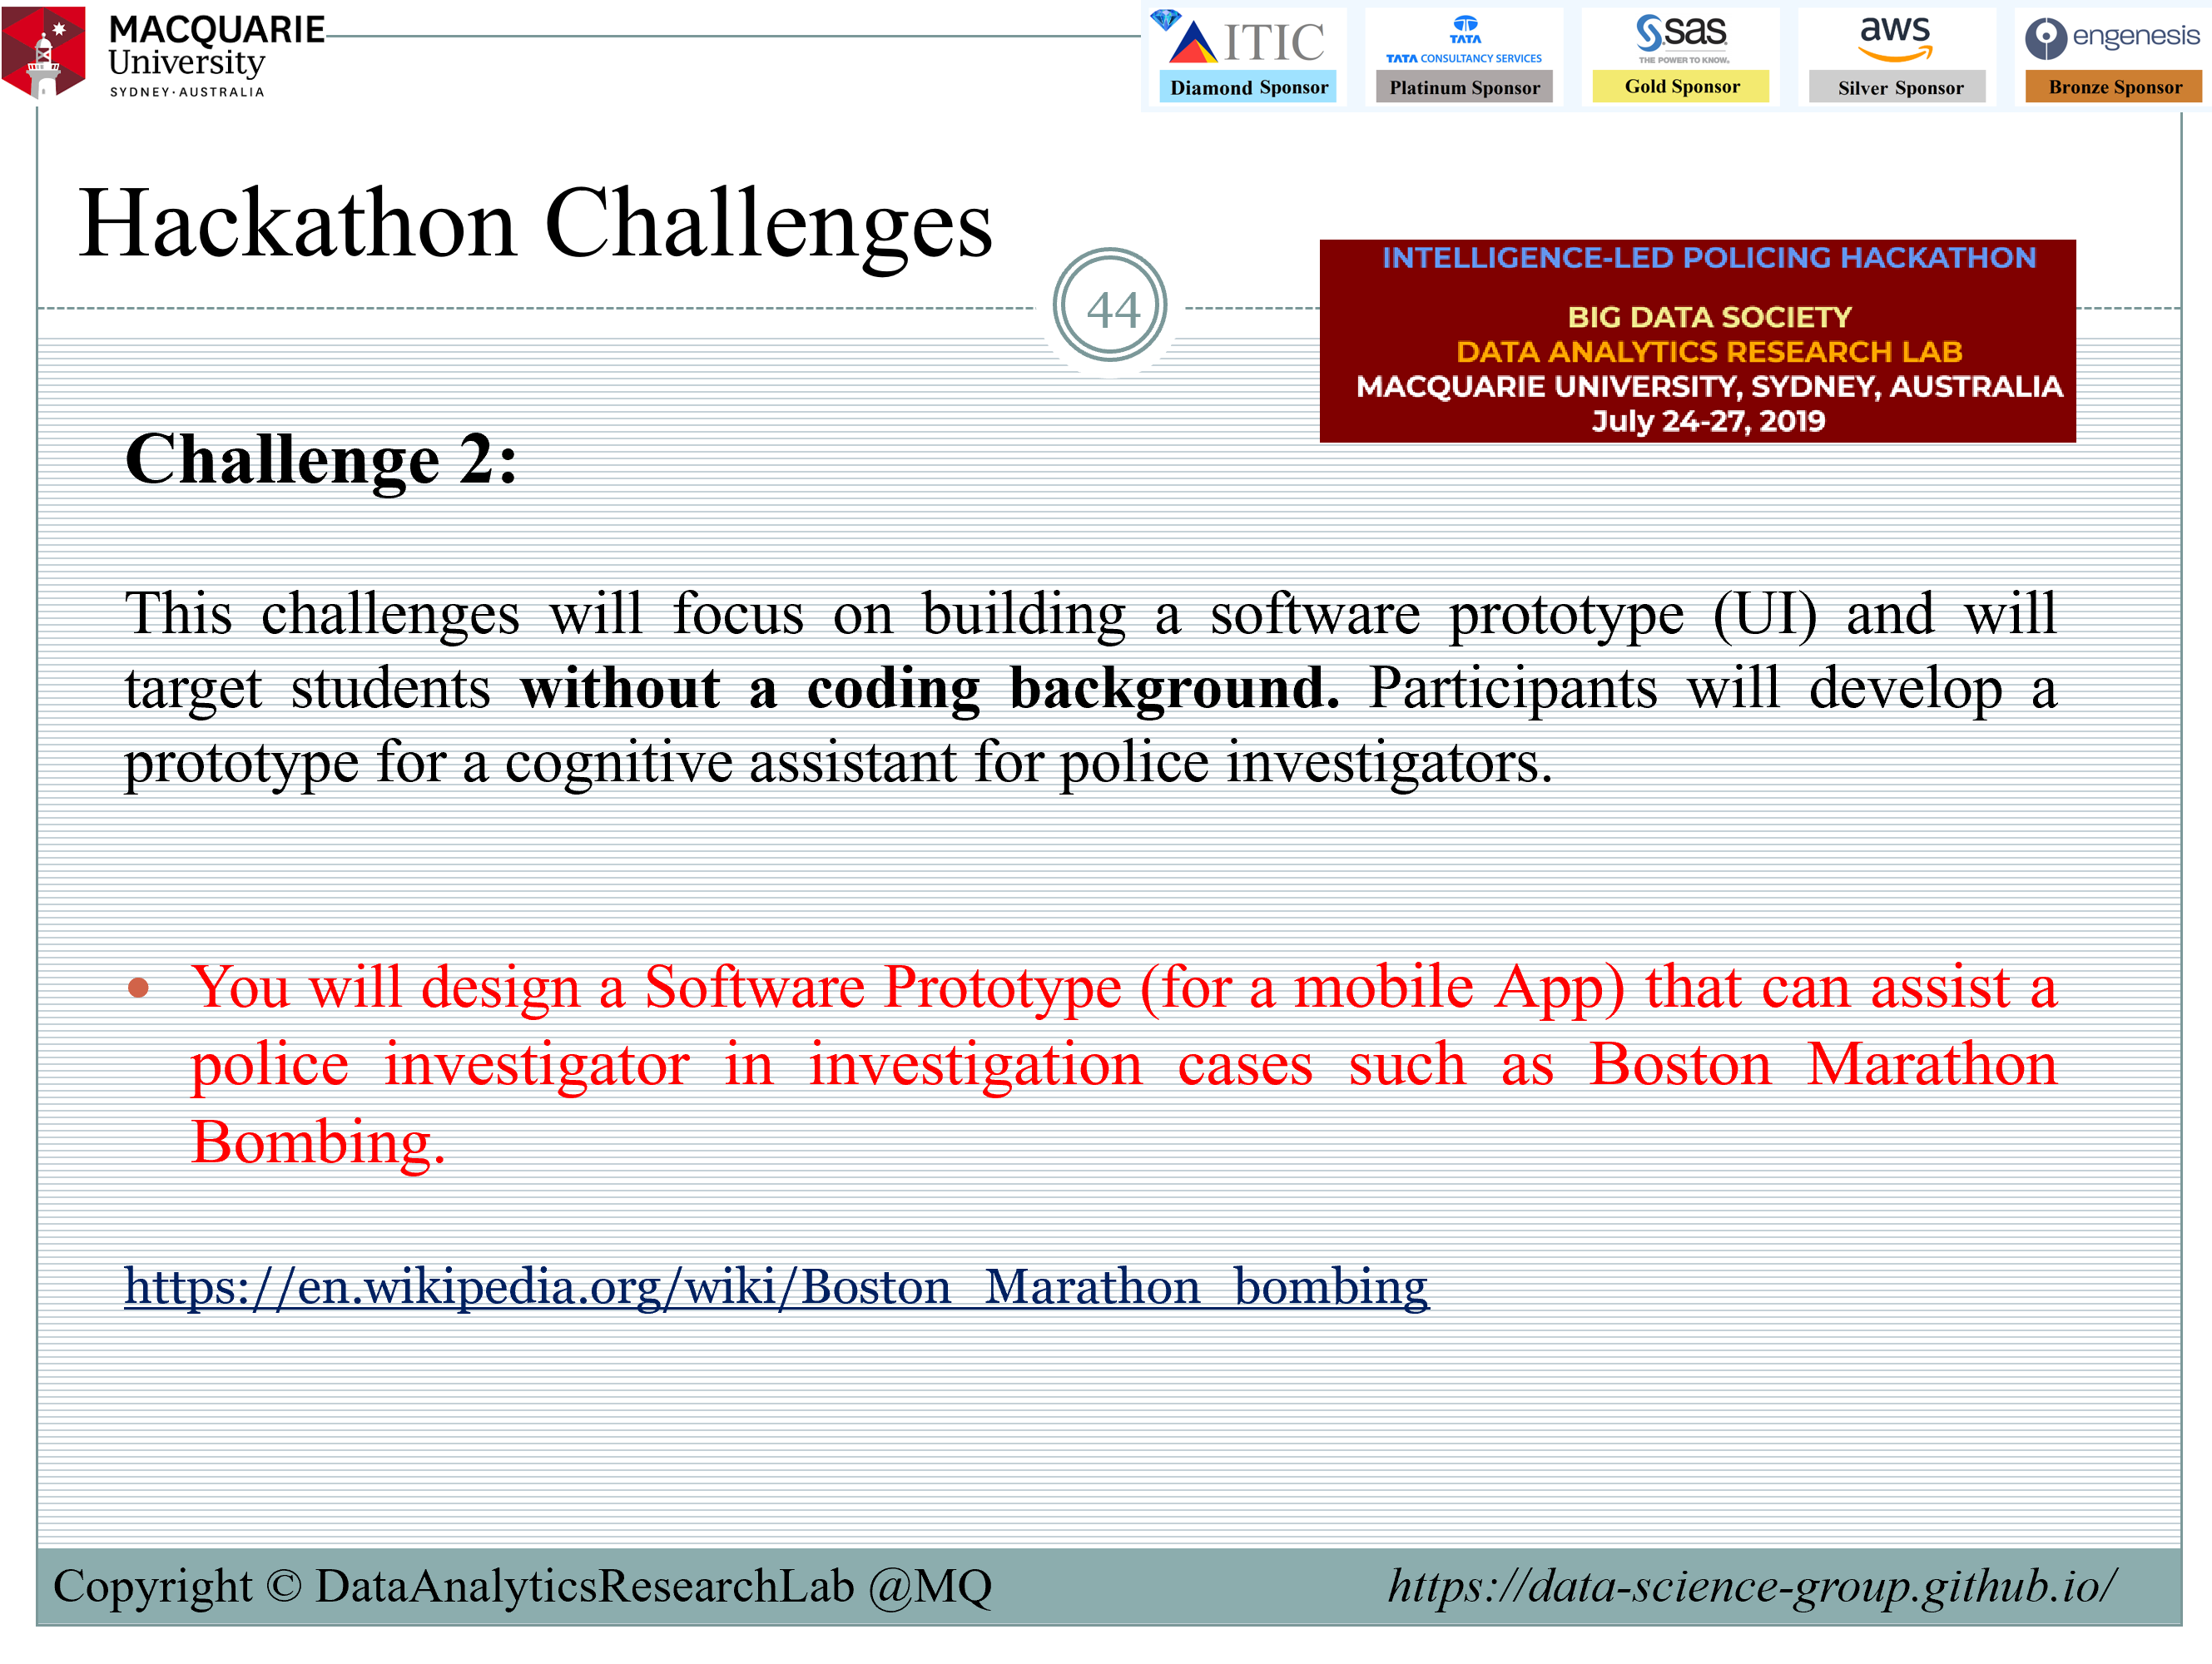 MACQUARIE
University
SYDNEY·AUSTRALIA
ITIC
Diamond Sponsor
TATA
TATA CONSULTANCY SERVICES
Platinum Sponsor
sas
THE POWER TO KNOW.
Gold Sponsor
aws
Silver Sponsor
engenesis
Bronze Sponsor
Hackathon Challenges
44
INTELLIGENCE-LED POLICING HACKATHON
BIG DATA SOCIETY
DATA ANALYTICS RESEARCH LAB
MACQUARIE UNIVERSITY, SYDNEY, AUSTRALIA
July 24-27, 2019
Challenge 2:
This challenges will focus on building a software prototype (UI) and will
target students without a coding background. Participants will develop a
prototype for a cognitive assistant for police investigators.
• You will design a Software Prototype (for a mobile App) that can assist a
police investigator in investigation cases such as Boston Marathon
Bombing.
https://en.wikipedia.org/wiki/Boston_Marathon_bombing
Copyright © DataAnalyticsResearchLab @MQ
https://data-science-group.github.io/